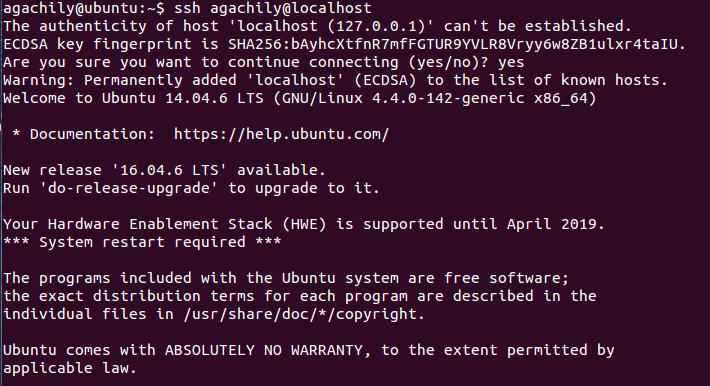 agachily@ubuntu:~$ ssh agachily@localhost
The authenticity of host 'localhost (127.0.0.1)' can't be established.
ECDSA key fingerprint is SHA256:bAyhcXtfnR7mfFGTUR9YVLR8Vryy6w8ZB1ulxr4taIU.
Are you sure you want to continue connecting (yes/no)? yes
Warning: Permanently added 'localhost' (ECDSA) to the list of known hosts.
Welcome to Ubuntu 14.04.6 LTS (GNU/Linux 4.4.0-142-generic x86_64)
* Documentation:  https://help.ubuntu.com/
New release '16.04.6 LTS' available.
Run 'do-release-upgrade' to upgrade to it.
Your Hardware Enablement Stack (HWE) is supported until April 2019.
*** System restart required ***
The programs included with the Ubuntu system are free software;
the exact distribution terms for each program are described in the
individual files in /usr/share/doc/*/copyright.
Ubuntu comes with ABSOLUTELY NO WARRANTY, to the extent permitted by
applicable law.